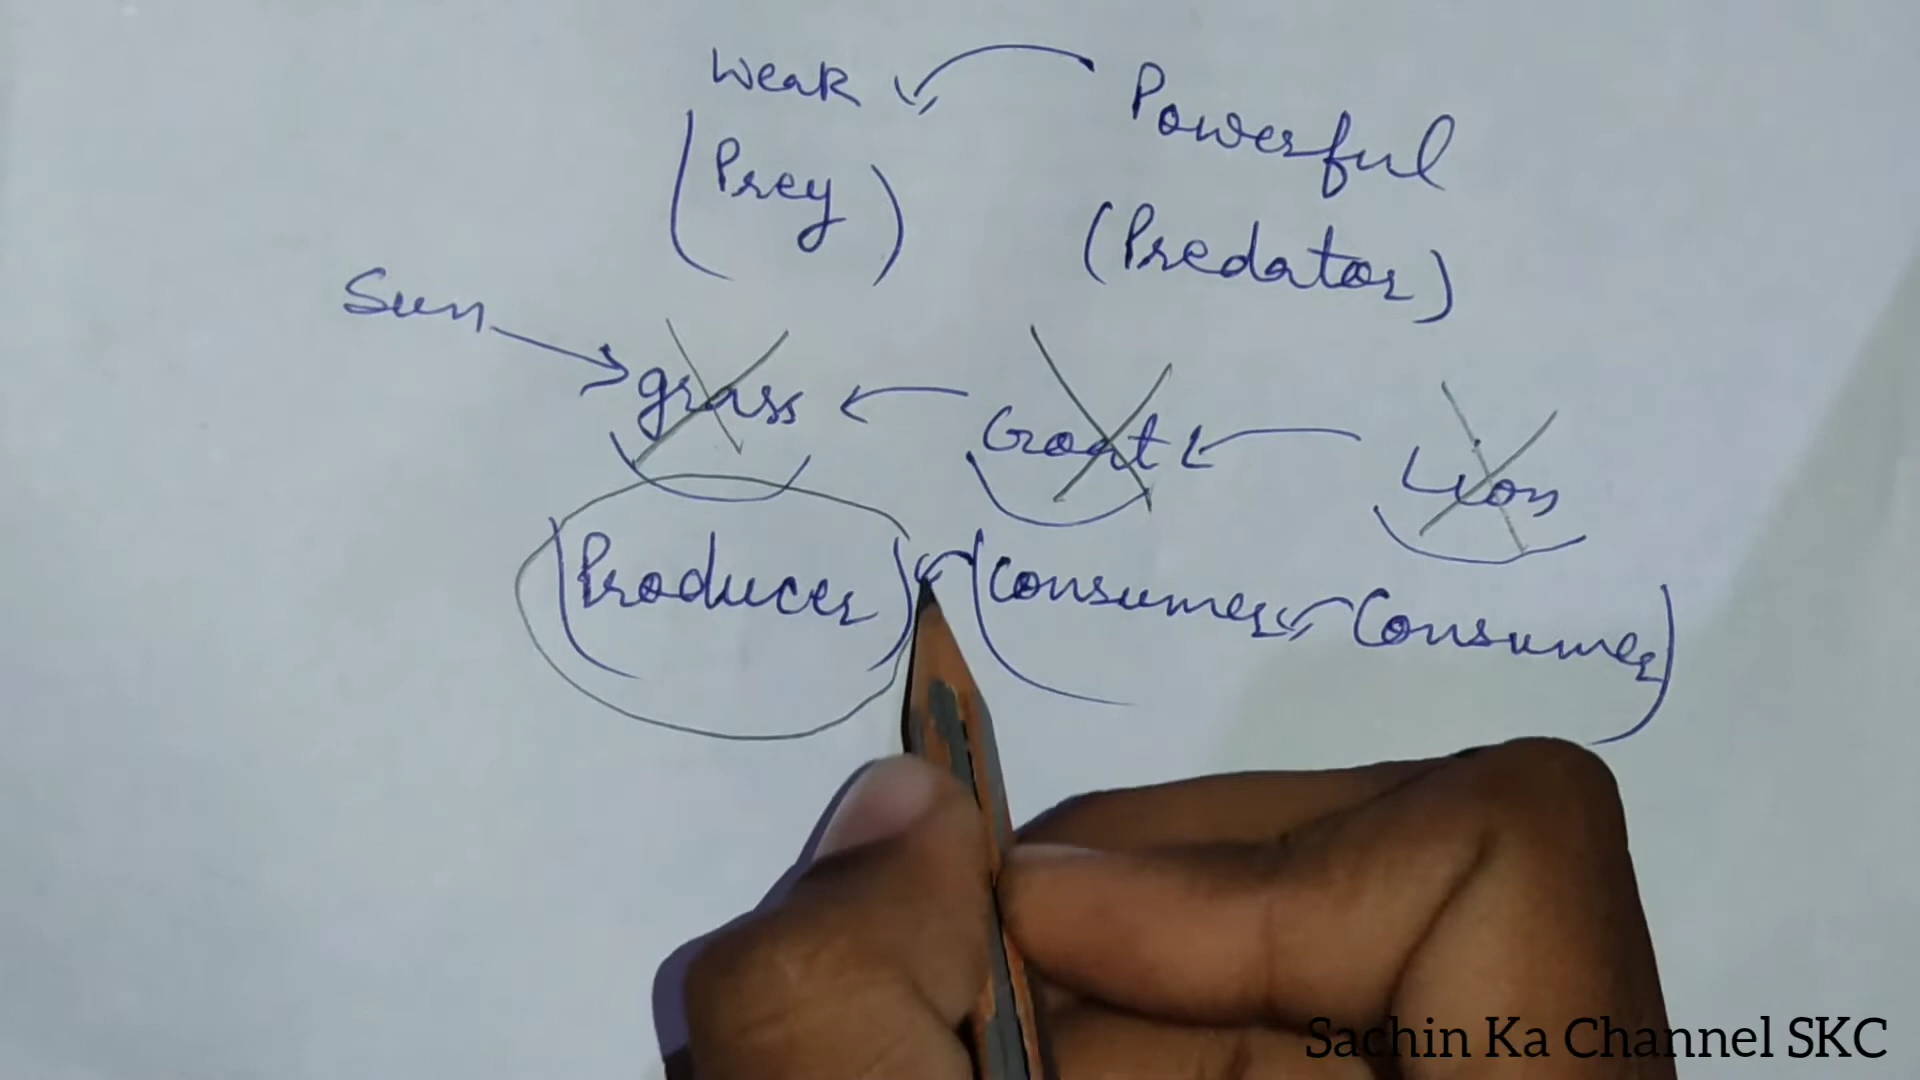 Weak Powerful
(Prey) (Predator)
Sun
grass Goat Lion
(Producer) (Consumer Consumer)
Sachin Ka Channel SKC